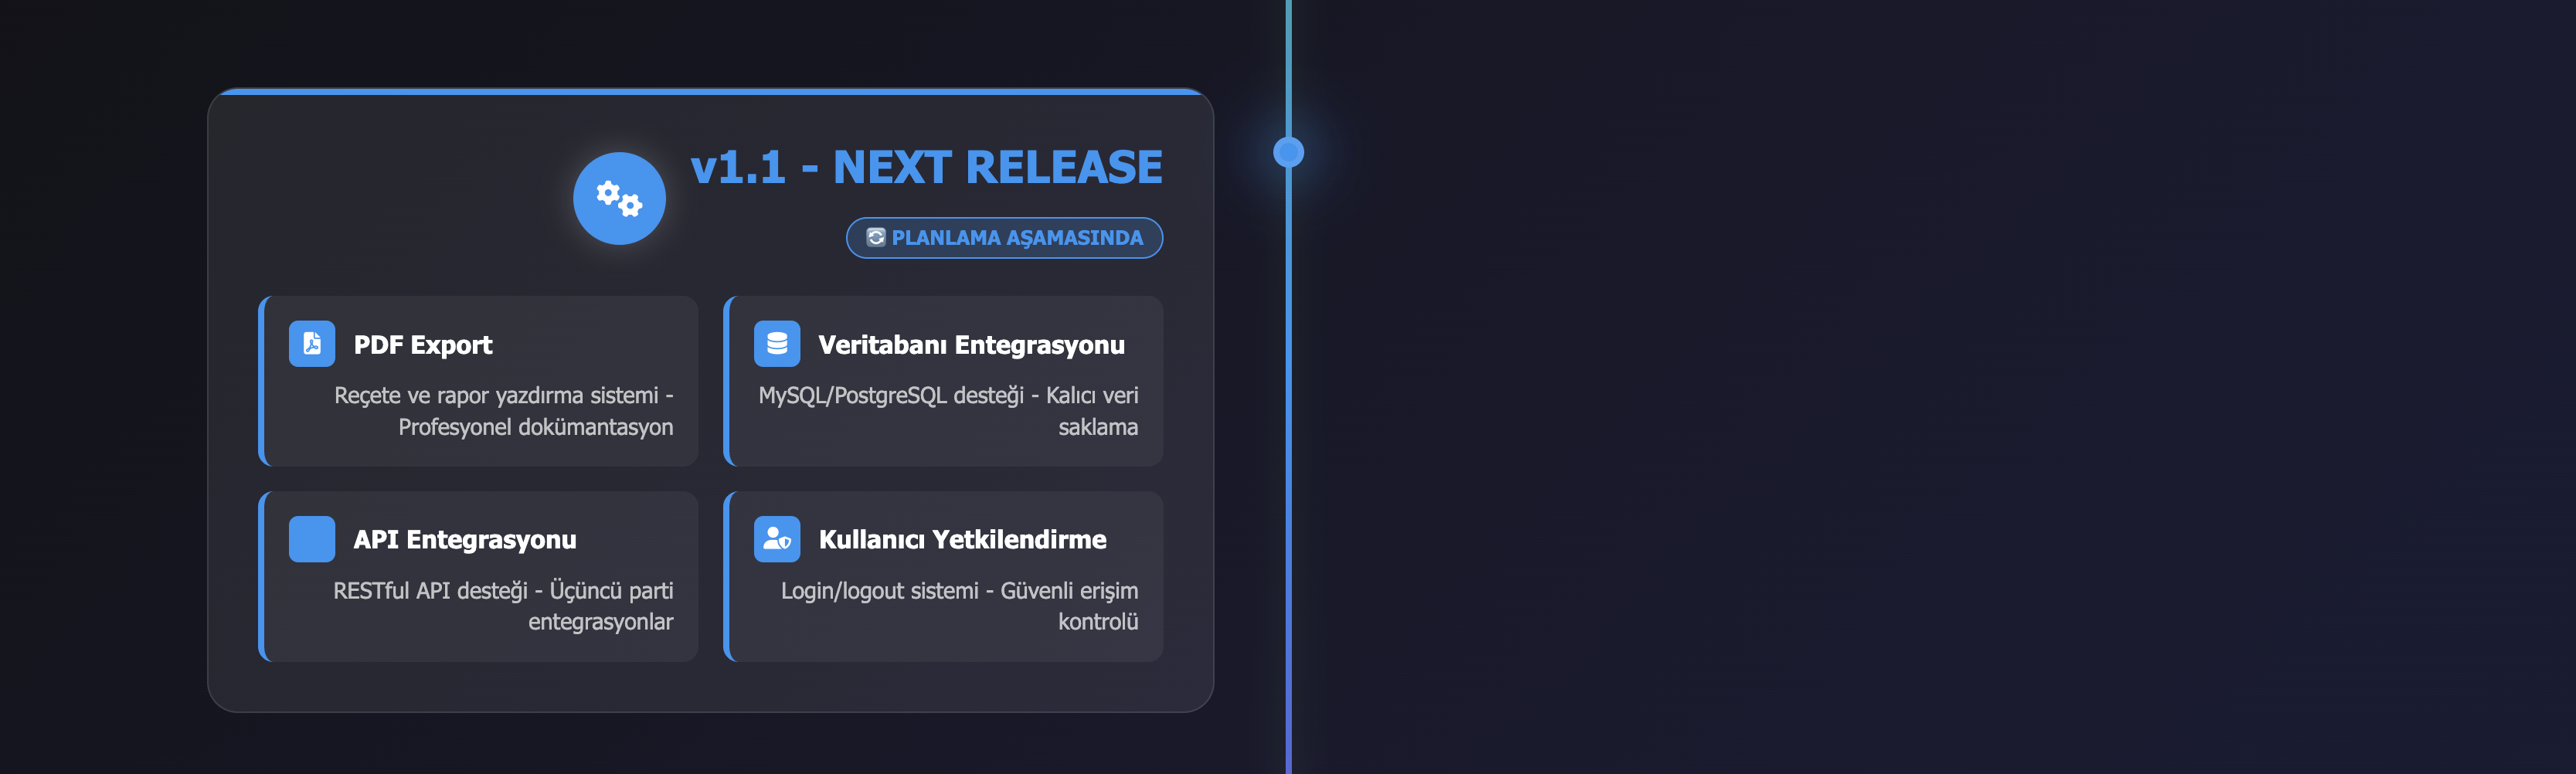 v1.1 - NEXT RELEASE
PLANLAMA AŞAMASINDA
PDF Export
Reçete ve rapor yazdırma sistemi -
Profesyonel dokümantasyon
Veritabanı Entegrasyonu
MySQL/PostgreSQL desteği - Kalıcı veri
saklama
API Entegrasyonu
RESTful API desteği - Üçüncü parti
entegrasyonlar
Kullanıcı Yetkilendirme
Login/logout sistemi - Güvenli erişim
kontrolü